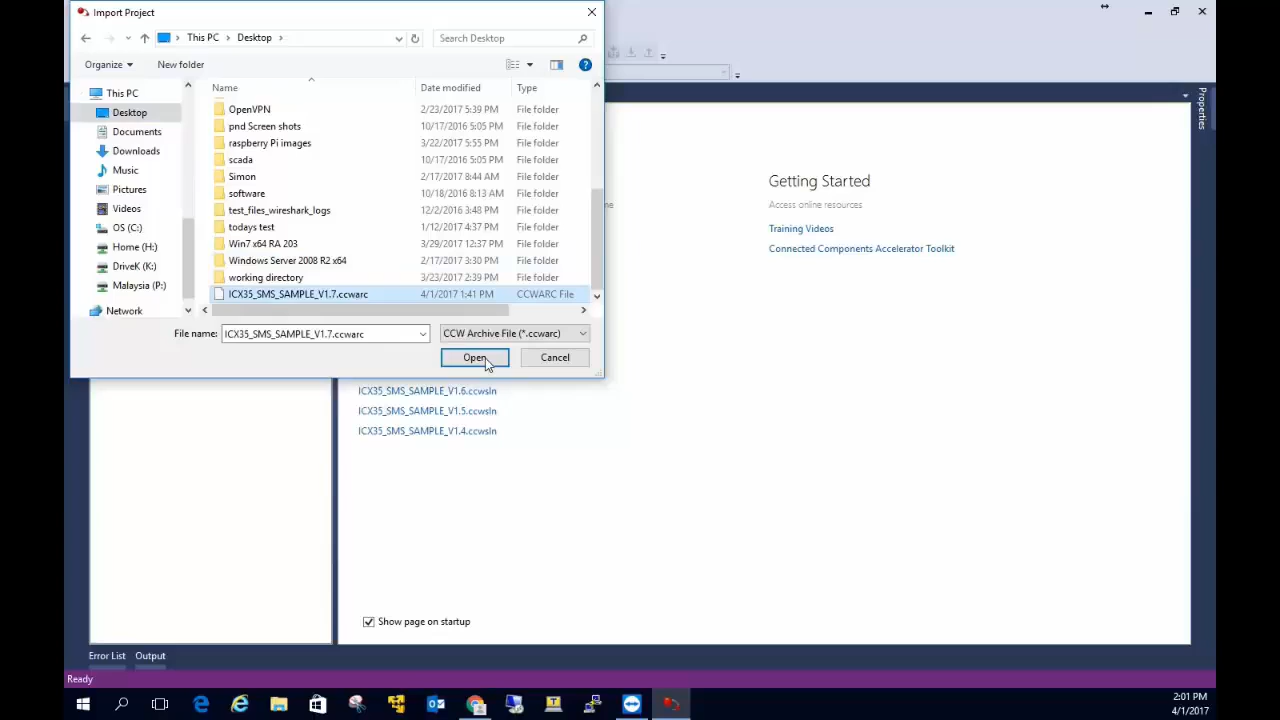 Import Project
This PC > Desktop >
Search Desktop
Organize
New folder
Name
Date modified
Type
This PC
Desktop
Documents
Downloads
Music
Pictures
Videos
OS (C:)
Home (H:)
DriveK (K:)
Malaysia (P:)
Network
OpenVPN 2/23/2017 5:39 PM File folder
pnd Screen shots 10/17/2016 5:05 PM File folder
raspberry Pi images 3/22/2017 5:55 PM File folder
scada 10/17/2016 5:05 PM File folder
Simon 2/17/2017 8:44 AM File folder
software 10/18/2016 8:13 AM File folder
test_files_wireshark_logs 12/2/2016 3:48 PM File folder
todays test 1/12/2017 4:37 PM File folder
Win7 x64 RA 203 3/29/2017 12:37 PM File folder
Windows Server 2008 R2 x64 2/17/2017 3:30 PM File folder
working directory 3/23/2017 2:39 PM File folder
ICX35_SMS_SAMPLE_V1.7.ccwarc 4/1/2017 1:41 PM CCWARC File
File name: ICX35_SMS_SAMPLE_V1.7.ccwarc
CCW Archive File (*.ccwarc)
Open
Cancel
Properties
Getting Started
Access online resources
Training Videos
Connected Components Accelerator Toolkit
ICX35_SMS_SAMPLE_V1.6.ccwsln
ICX35_SMS_SAMPLE_V1.5.ccwsln
ICX35_SMS_SAMPLE_V1.4.ccwsln
Show page on startup
Error List
Output
Ready
2:01 PM
4/1/2017